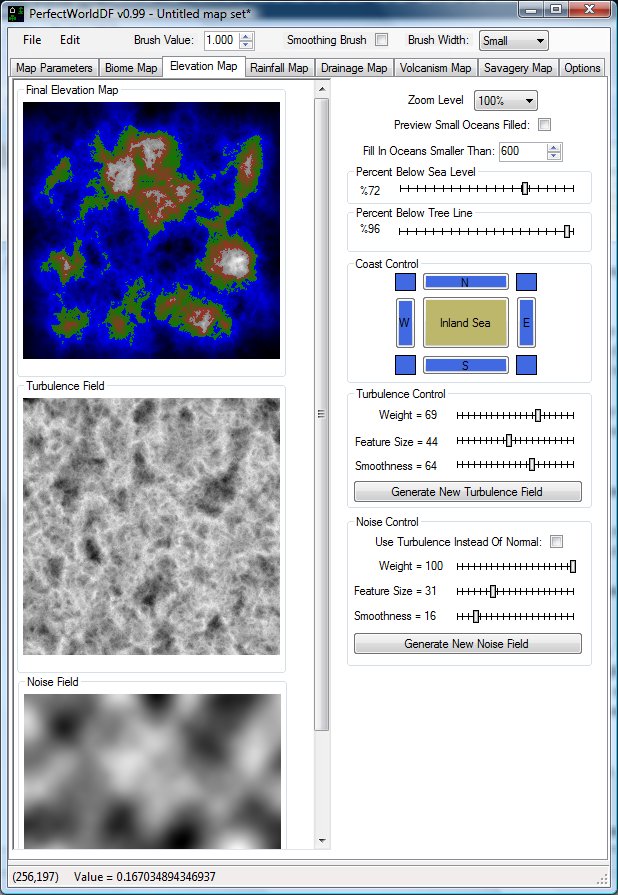 PerfectWorldDF v0.99 - Untitled map set*
File Edit Brush Value: 1.000 Smoothing Brush Brush Width: Small
Map Parameters Biome Map Elevation Map Rainfall Map Drainage Map Volcanism Map Savagery Map Options
Final Elevation Map
Zoom Level 100%
Preview Small Oceans Filled:
Fill In Oceans Smaller Than: 600
Percent Below Sea Level
%72
Percent Below Tree Line
%96
Coast Control
N
W Inland Sea E
S
Turbulence Field
Turbulence Control
Weight = 69
Feature Size = 44
Smoothness = 64
Generate New Turbulence Field
Noise Control
Use Turbulence Instead Of Normal:
Weight = 100
Feature Size = 31
Smoothness = 16
Generate New Noise Field
Noise Field
(256,197) Value = 0.167034894346937